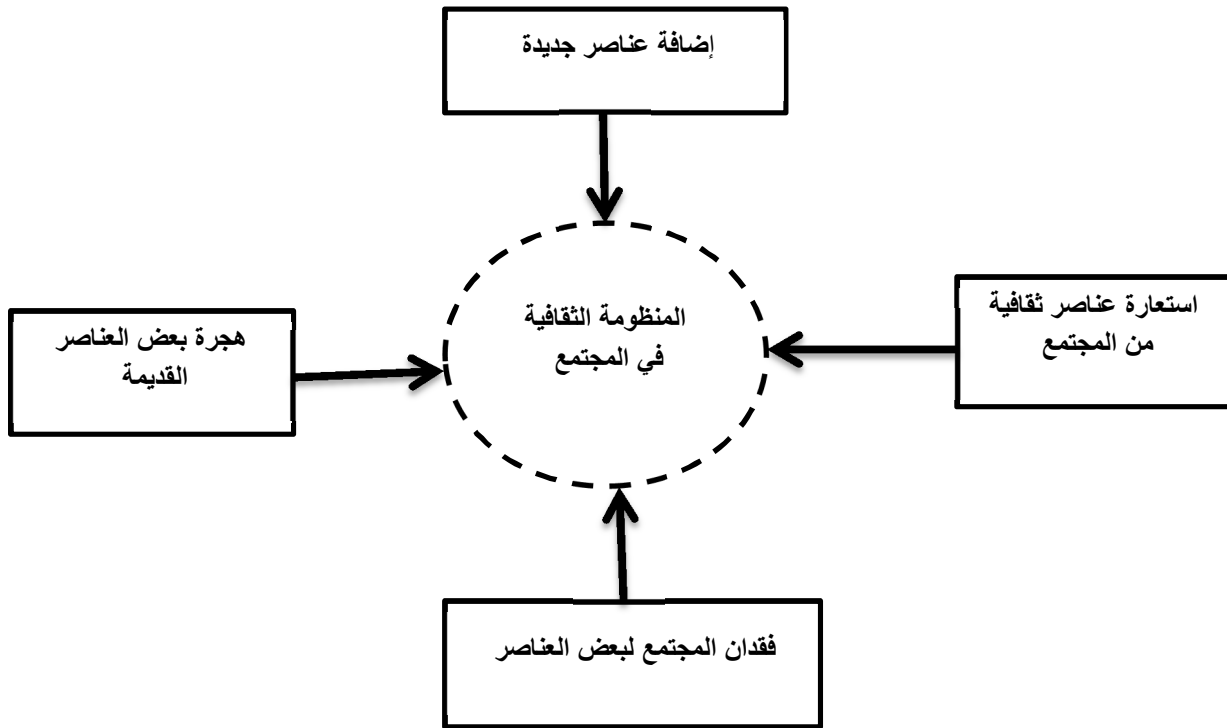 إضافة عناصر جديدة
استعارة عناصر ثقافية
من المجتمع
المنظومة الثقافية
في المجتمع
هجرة بعض العناصر
القديمة
فقدان المجتمع لبعض العناصر